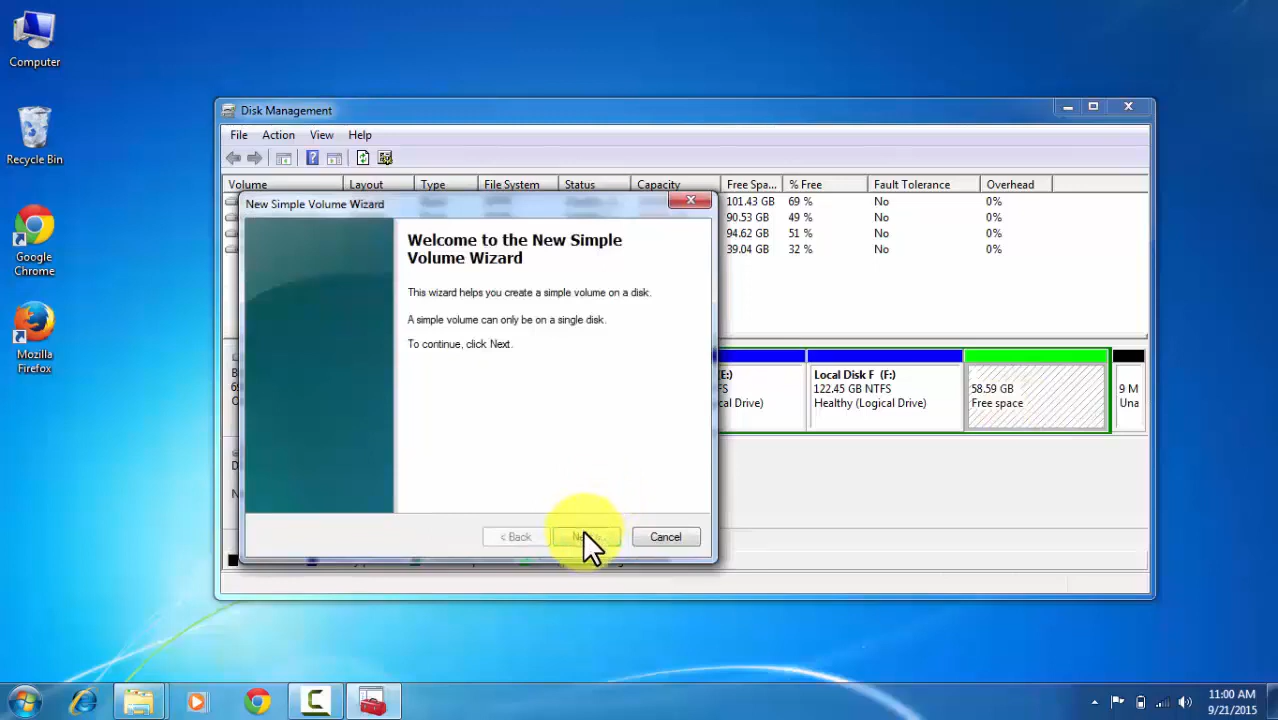 Computer
Recycle Bin
Google
Chrome
Mozilla
Firefox
Disk Management
File Action View Help
Volume Layout Type File System Status Capacity Free Spa... % Free Fault Tolerance Overhead
101.43 GB 69 % No 0%
90.53 GB 49 % No 0%
94.62 GB 51 % No 0%
39.04 GB 32 % No 0%
New Simple Volume Wizard
Welcome to the New Simple
Volume Wizard
This wizard helps you create a simple volume on a disk.
A simple volume can only be on a single disk.
To continue, click Next.
< Back
Cancel
(E:)
Local Disk F (F:)
122.45 GB NTFS
Healthy (Logical Drive)
58.59 GB
Free space
9 M
Una
cal Drive)
11:00 AM
9/21/2015